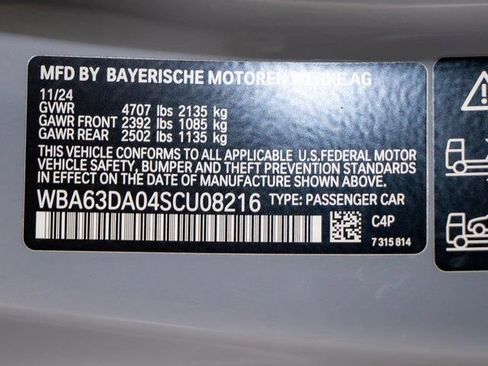 MFD BY BAYERISCHE MOTOREN WERKE AG
11/24
GVWR 4707 lbs 2135 kg
GAWR FRONT 2392 lbs 1085 kg
GAWR REAR 2502 lbs 1135 kg
THIS VEHICLE CONFORMS TO ALL APPLICABLE U.S.FEDERAL MOTOR
VEHICLE SAFETY, BUMPER AND THEFT PREVENTION STANDARDS
IN EFFECT ON THE DATE OF MANUFACTURE SHOWN ABOVE.
WBA63DA04SCU08216 TYPE: PASSENGER CAR
C4P
7 315 814